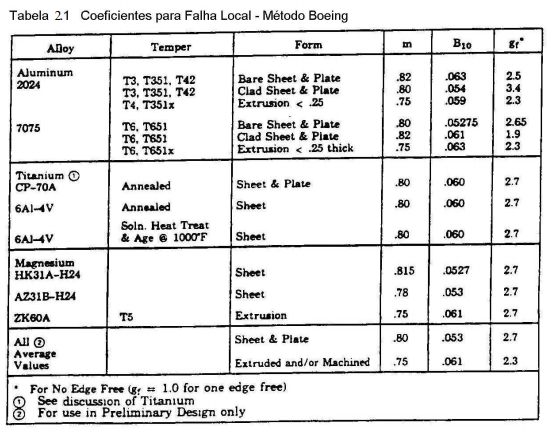 Tabela 2.1 Coeficientes para Falha Local - Método Boeing
Alloy Temper Form m B10 gf*
Aluminum
2024 T3, T351, T42 Bare Sheet & Plate .82 .063 2.5
T3, T351, T42 Clad Sheet & Plate .80 .054 3.4
T4, T351x Extrusion < .25 .75 .059 2.3
7075 T6, T651 Bare Sheet & Plate .80 .05275 2.65
T6, T651 Clad Sheet & Plate .82 .061 1.9
T6, T651x Extrusion < .25 thick .75 .063 2.3
Titanium ①
CP-70A Annealed Sheet & Plate .80 .060 2.7
6Al-4V Annealed Sheet .80 .060 2.7
Soln. Heat Treat
6Al-4V & Age @ 1000°F Sheet .80 .060 2.7
Magnesium
HK31A-H24 Sheet .815 .0527 2.7
AZ31B-H24 Sheet .78 .053 2.7
ZK60A T5 Extrusion .75 .061 2.7
All ② Sheet & Plate .80 .053 2.7
Average
Values Extruded and/or Machined .75 .061 2.3
* For No Edge Free (gf = 1.0 for one edge free)
① See discussion of Titanium
② For use in Preliminary Design only